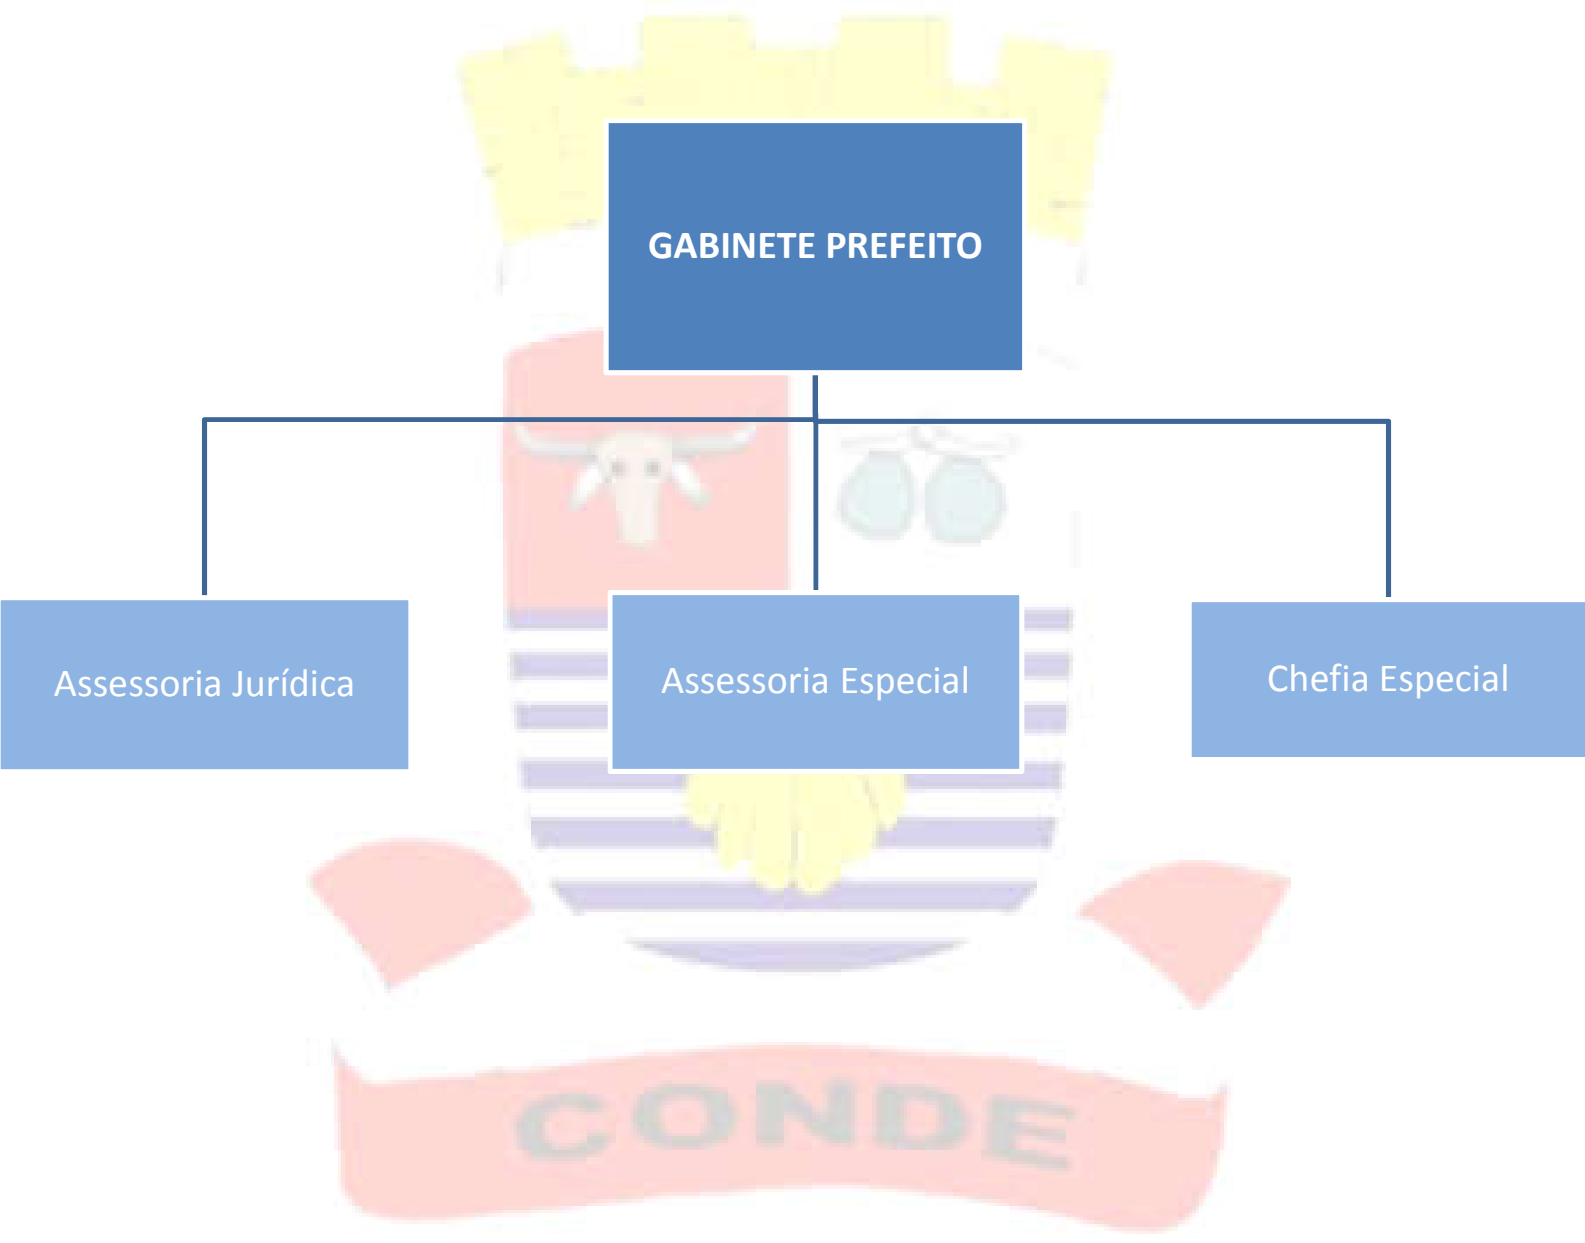 GABINETE PREFEITO
Assessoria Jurídica
Assessoria Especial
Chefia Especial
CONDE